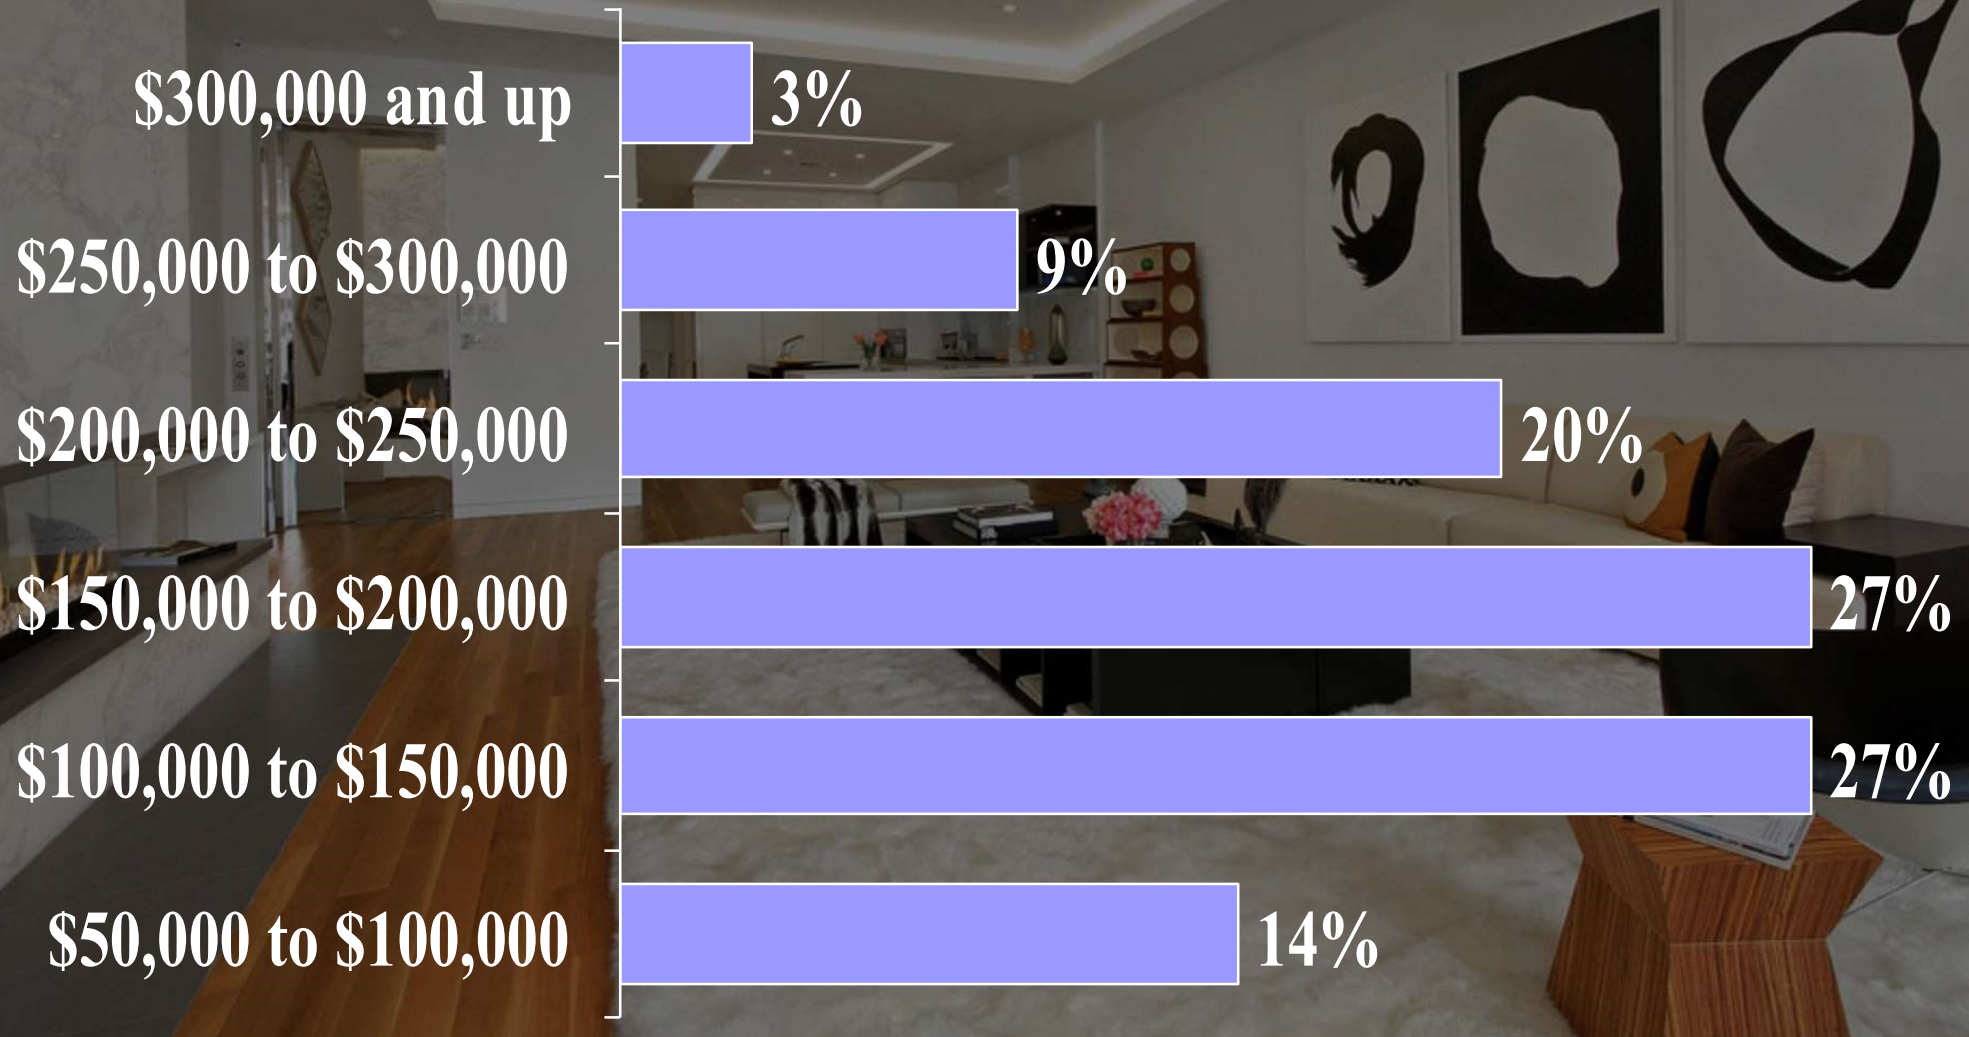 $300,000 and up 3%
$250,000 to $300,000 9%
$200,000 to $250,000 20%
$150,000 to $200,000 27%
$100,000 to $150,000 27%
$50,000 to $100,000 14%